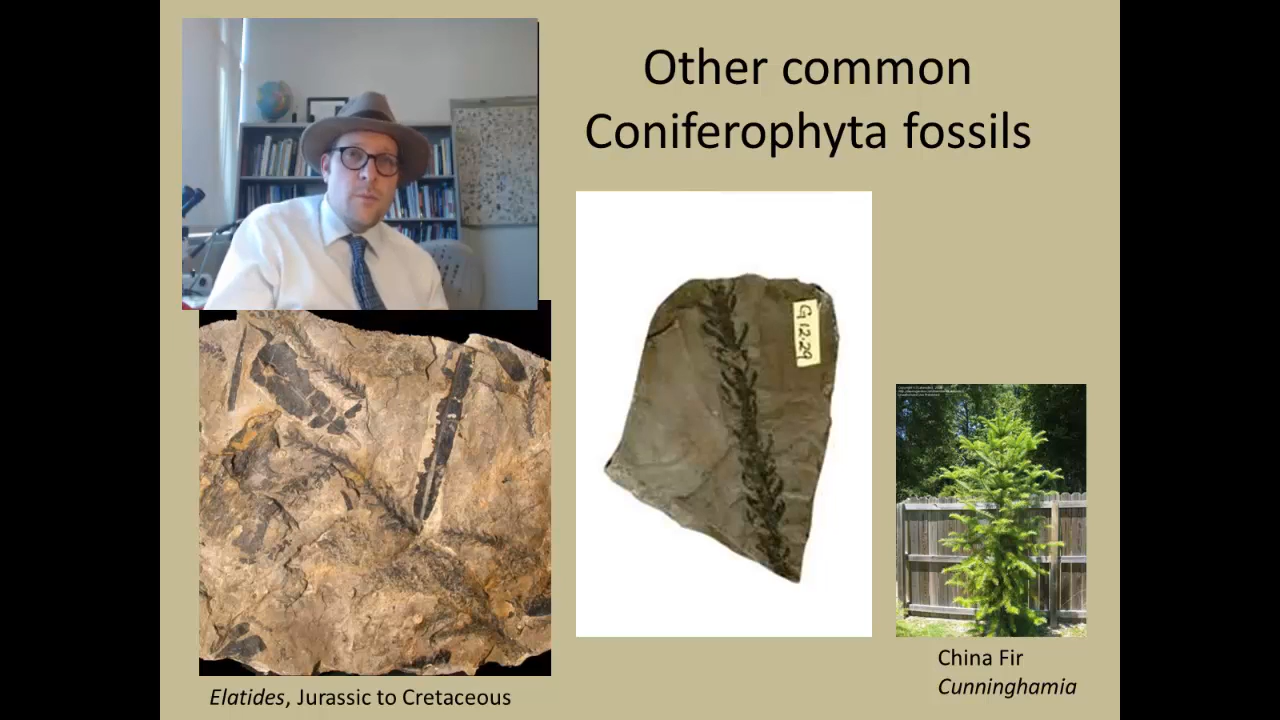 Other common
Coniferophyta fossils
G 12.29
China Fir
Cunninghamia
Elatides, Jurassic to Cretaceous